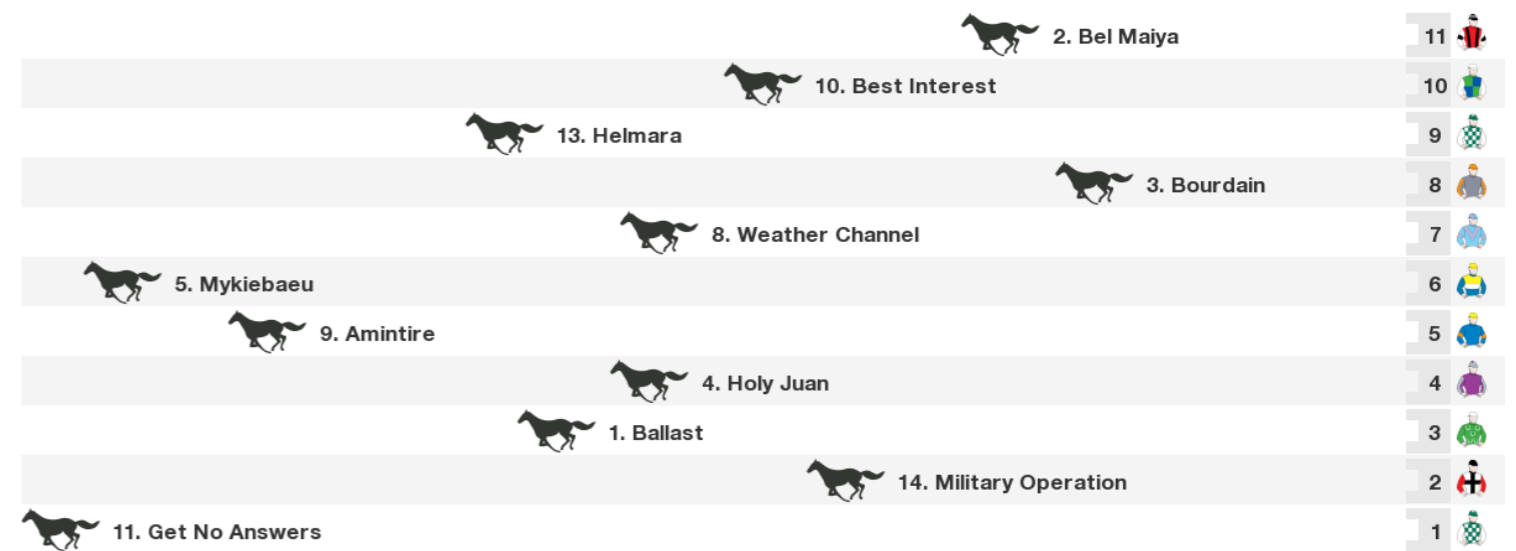 2. Bel Maiya 11
10. Best Interest 10
13. Helmara 9
3. Bourdain 8
8. Weather Channel 7
5. Mykiebaeu 6
9. Amintire 5
4. Holy Juan 4
1. Ballast 3
14. Military Operation 2
11. Get No Answers 1